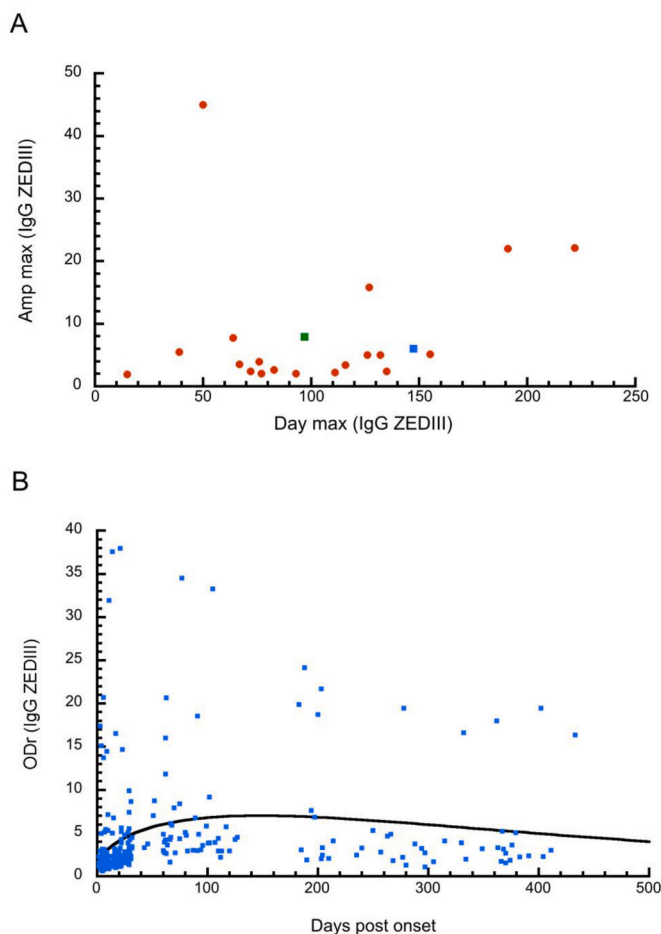 A
50
40
30
20
10
0
0 50 100 150 200 250
Amp max (IgG ZEDIII)
Day max (IgG ZEDIII)
B
40
35
30
25
20
15
10
5
0
0 100 200 300 400 500
ODr (IgG ZEDIII)
Days post onset